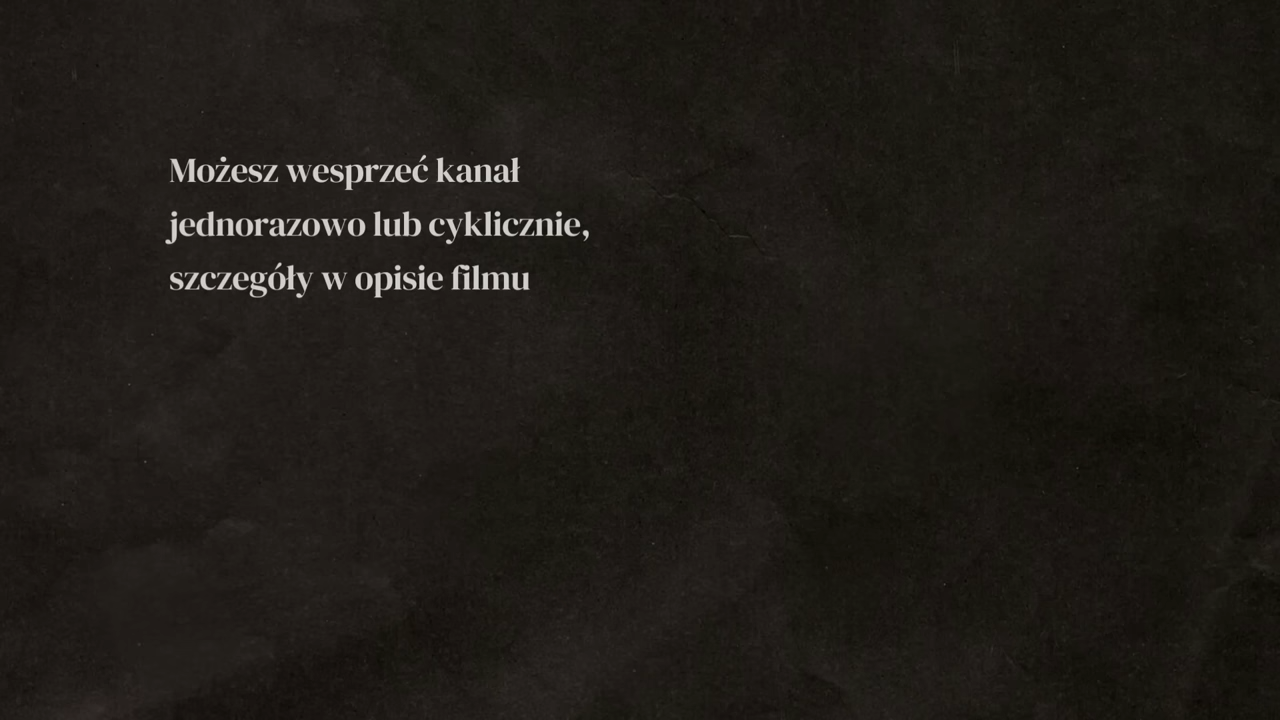 Możesz wesprzeć kanał
jednorazowo lub cyklicznie,
szczegóły w opisie filmu